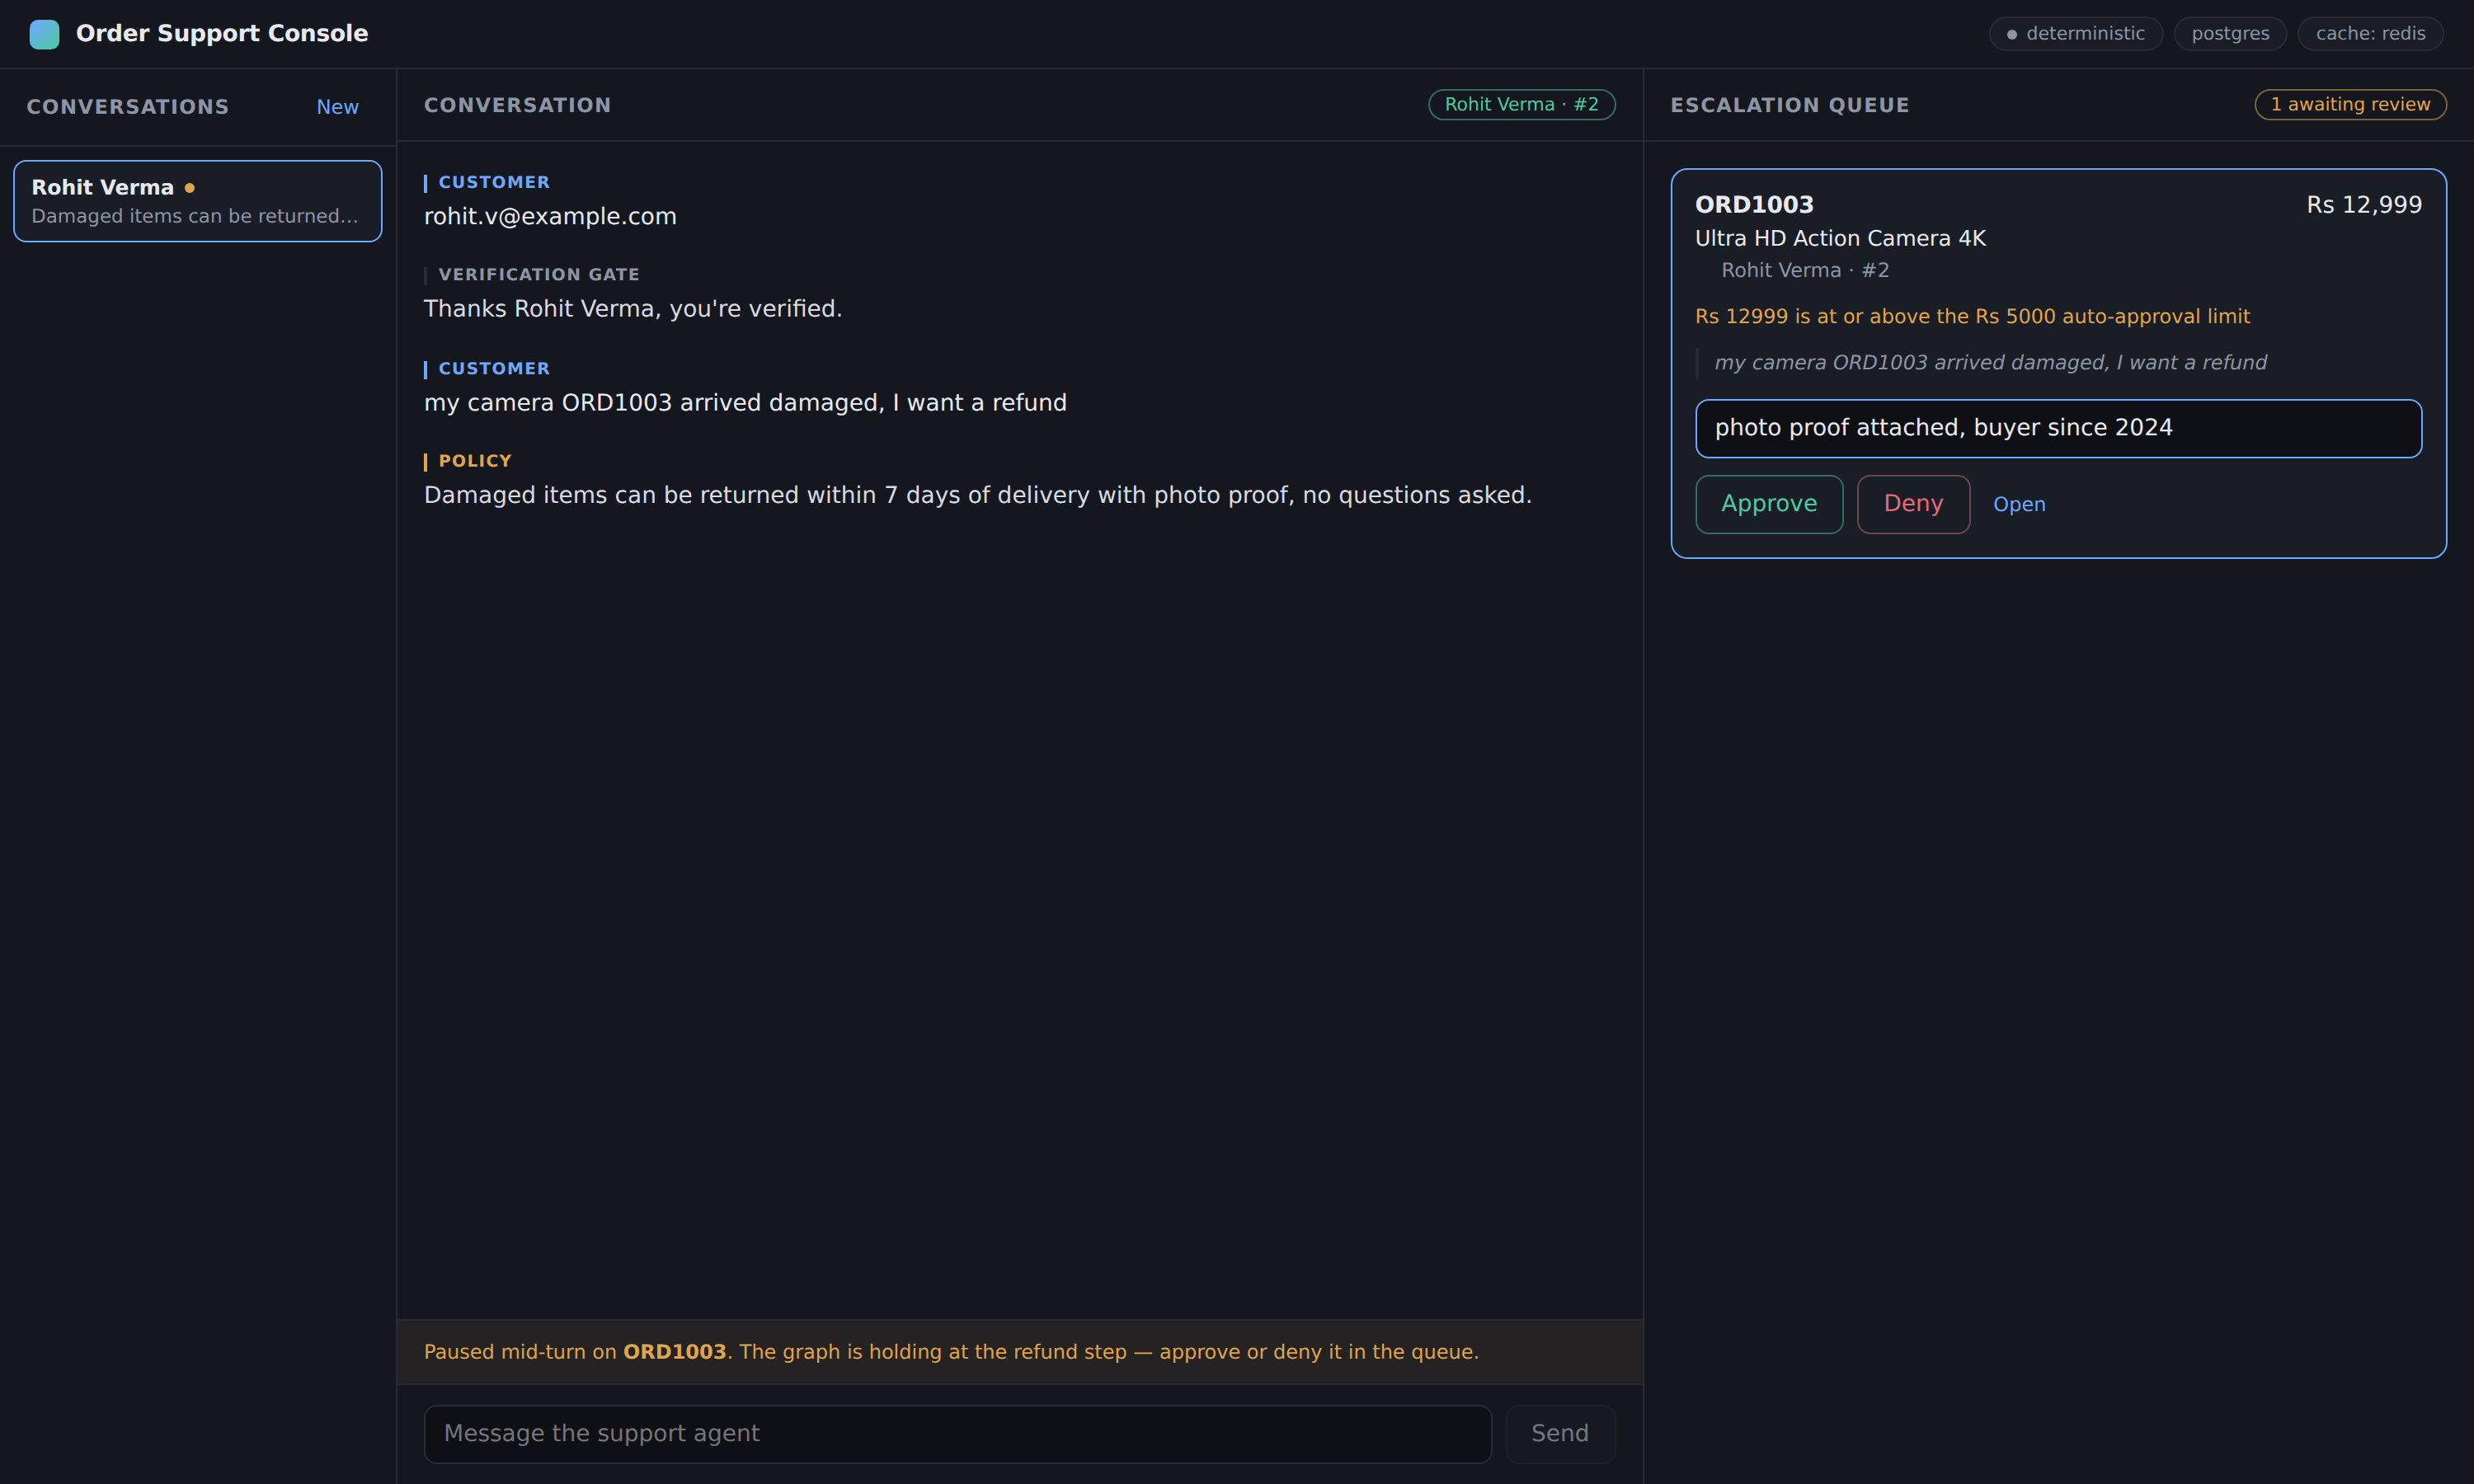 Order Support Console
deterministic
postgres
cache: redis
CONVERSATIONS
New
Rohit Verma
Damaged items can be returned…
CONVERSATION
Rohit Verma · #2
CUSTOMER
rohit.v@example.com
VERIFICATION GATE
Thanks Rohit Verma, you're verified.
CUSTOMER
my camera ORD1003 arrived damaged, I want a refund
POLICY
Damaged items can be returned within 7 days of delivery with photo proof, no questions asked.
Paused mid-turn on ORD1003. The graph is holding at the refund step — approve or deny it in the queue.
Message the support agent
Send
ESCALATION QUEUE
1 awaiting review
ORD1003
Rs 12,999
Ultra HD Action Camera 4K
Rohit Verma · #2
Rs 12999 is at or above the Rs 5000 auto-approval limit
my camera ORD1003 arrived damaged, I want a refund
photo proof attached, buyer since 2024
Approve
Deny
Open